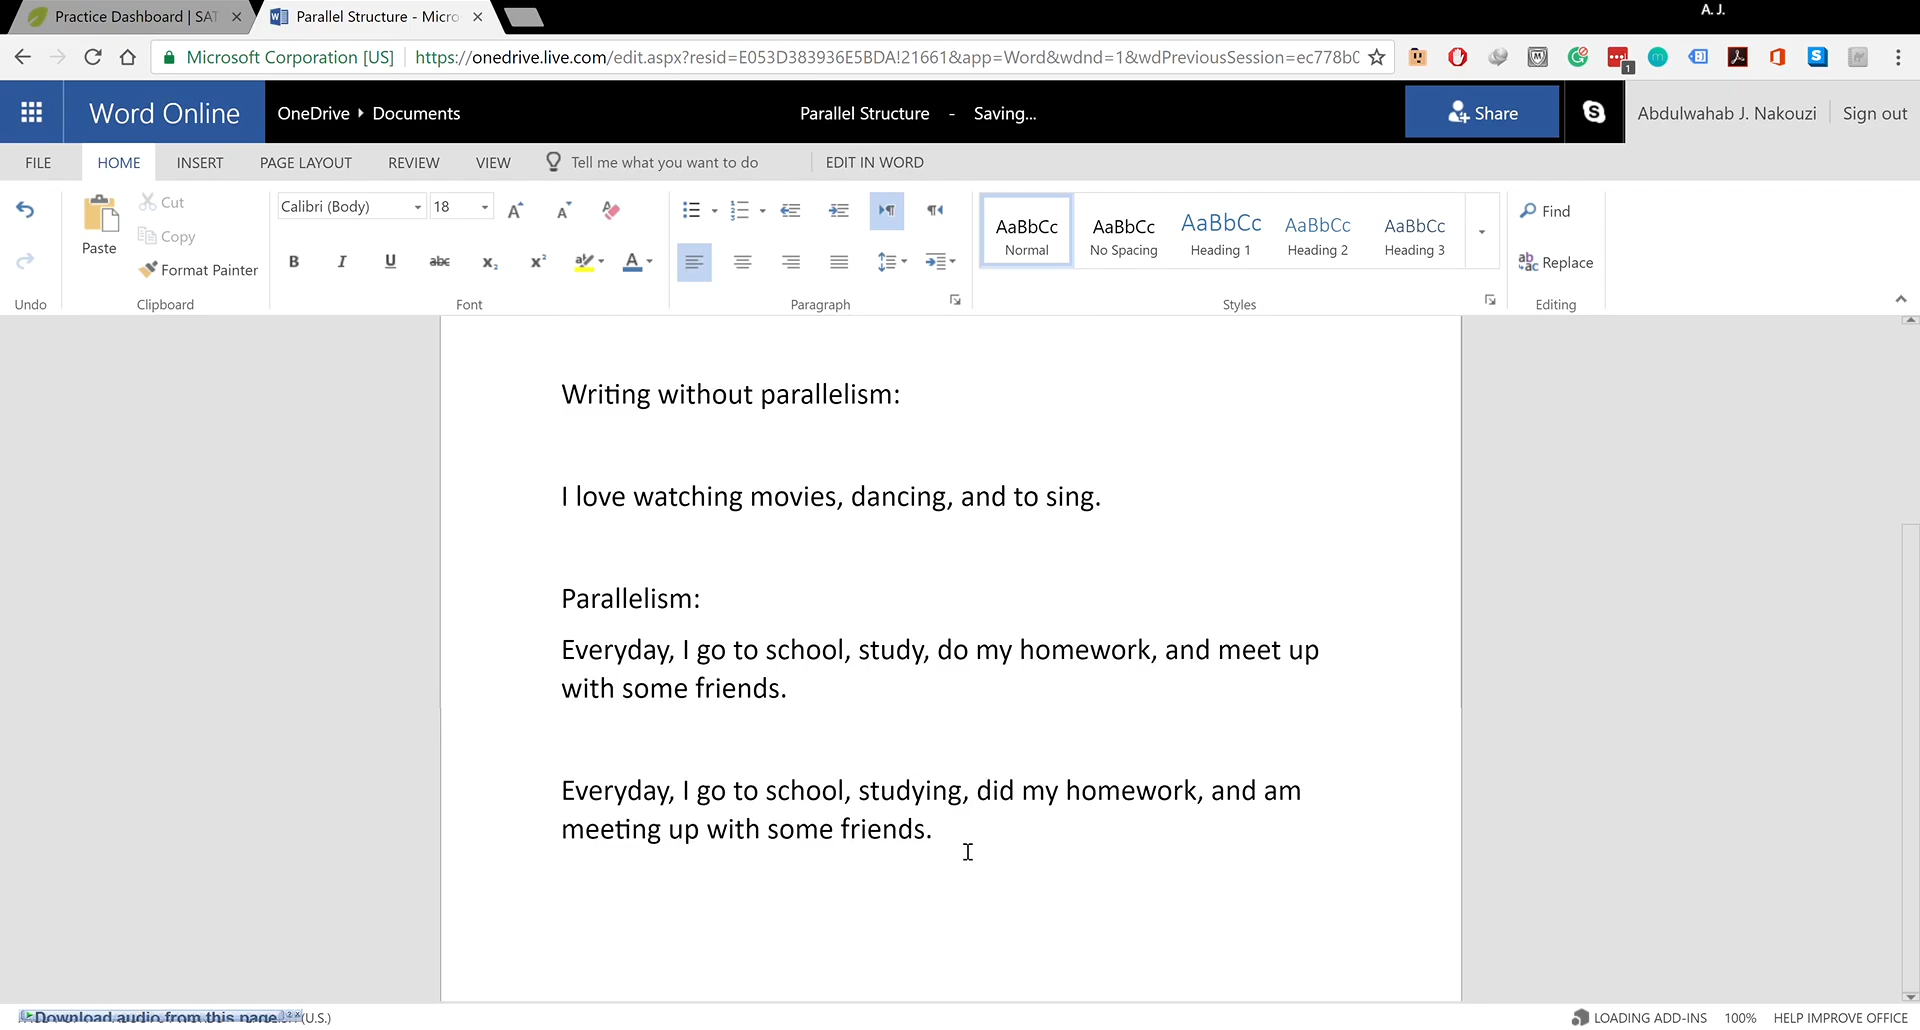 A. J.
Practice Dashboard | SAT
Parallel Structure - Micro
Microsoft Corporation [US]
https://onedrive.live.com/edit.aspx?resid=E053D383936E5BDA!21661&app=Word&wdnd=1&wdPreviousSession=ec778b0
1
Word Online
OneDrive
Documents
Parallel Structure - Saving...
Share
Abdulwahab J. Nakouzi
Sign out
FILE
HOME
INSERT
PAGE LAYOUT
REVIEW
VIEW
Tell me what you want to do
EDIT IN WORD
Paste
Cut
Copy
Format Painter
Calibri (Body)
18
B
I
U
abc
AaBbCc
Normal
AaBbCc
No Spacing
AaBbCc
Heading 1
AaBbCc
Heading 2
AaBbCc
Heading 3
Find
Replace
Undo
Clipboard
Font
Paragraph
Styles
Editing
Writing without parallelism:
I love watching movies, dancing, and to sing.
Parallelism:
Everyday, I go to school, study, do my homework, and meet up
with some friends.
Everyday, I go to school, studying, did my homework, and am
meeting up with some friends.
Download audio from this page
(U.S.)
LOADING ADD-INS
100%
HELP IMPROVE OFFICE